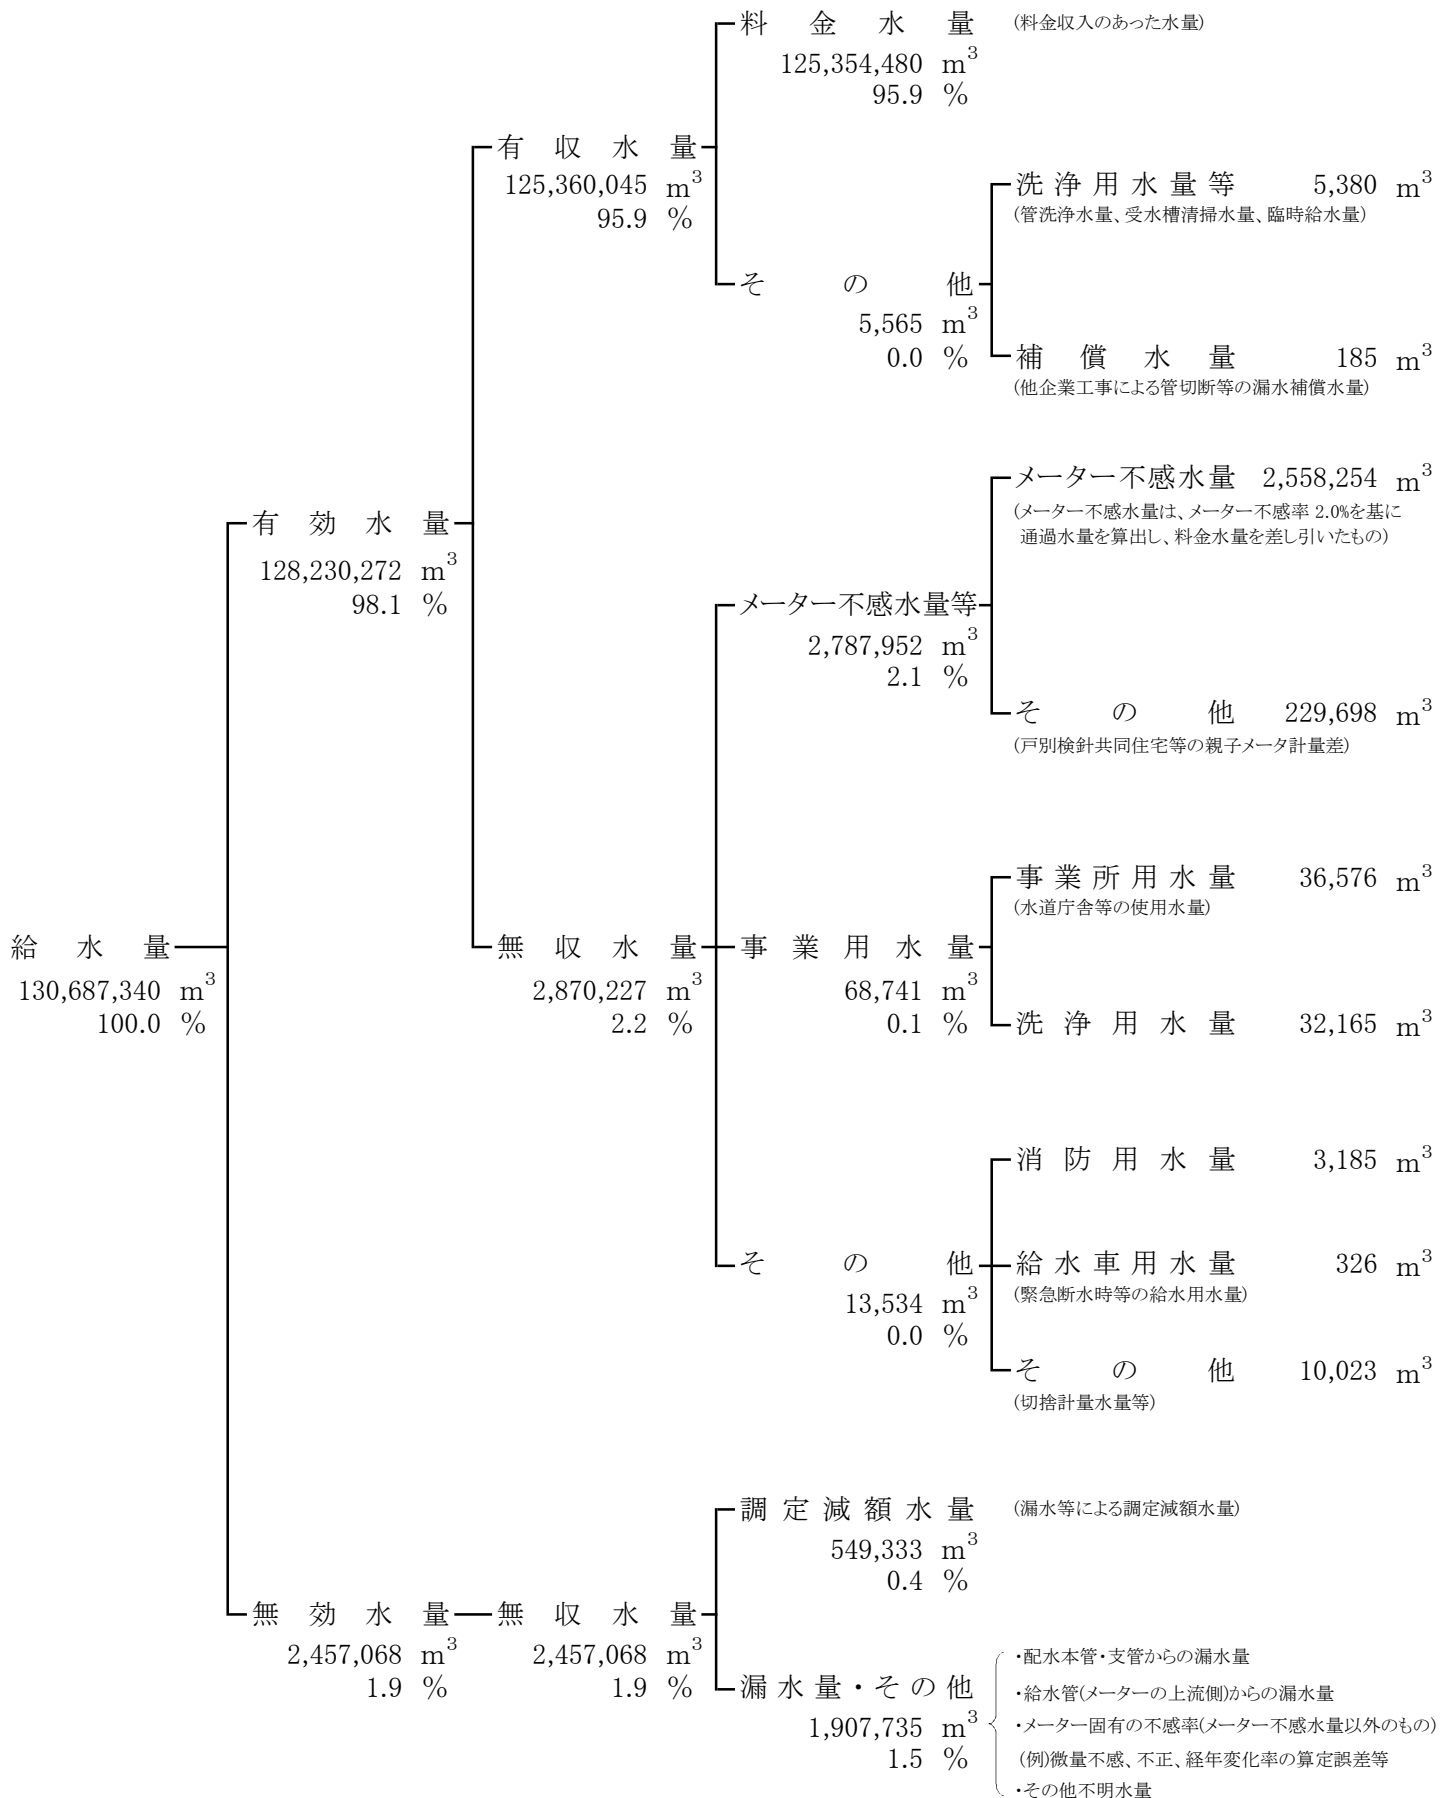 料金水量 (料金収入のあった水量)
125,354,480 m³
95.9 %
有収水量
125,360,045 m³
95.9 %
洗浄用水量等 5,380 m³
(管洗浄水量、受水槽清掃水量、臨時給水量)
その他
5,565 m³
0.0 %
補償水量 185 m³
(他企業工事による管切断等の漏水補償水量)
有効水量
128,230,272 m³
98.1 %
メーター不感水量 2,558,254 m³
(メーター不感水量は、メーター不感率 2.0%を基に
通過水量を算出し、料金水量を差し引いたもの)
メーター不感水量等
2,787,952 m³
2.1 %
その他 229,698 m³
(戸別検針共同住宅等の親子メータ計量差)
給水量
130,687,340 m³
100.0 %
無収水量
2,870,227 m³
2.2 %
事業用水量
68,741 m³
0.1 %
事業所用水量 36,576 m³
(水道庁舎等の使用水量)
洗浄用水量 32,165 m³
消防用水量 3,185 m³
その他
13,534 m³
0.0 %
給水車用水量 326 m³
(緊急断水時等の給水用水量)
その他 10,023 m³
(切捨計量水量等)
調定減額水量 (漏水等による調定減額水量)
549,333 m³
0.4 %
無効水量
2,457,068 m³
1.9 %
無収水量
2,457,068 m³
1.9 %
漏水量・その他
1,907,735 m³
1.5 %
・配水本管・支管からの漏水量
・給水管(メーターの上流側)からの漏水量
・メーター固有の不感率(メーター不感水量以外のもの)
(例)微量不感、不正、経年変化率の算定誤差等
・その他不明水量